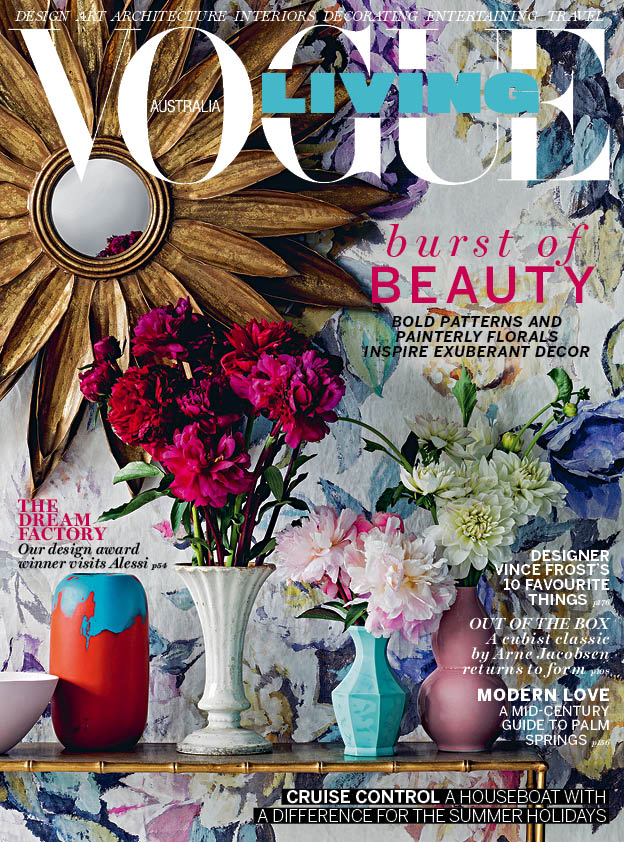 DESIGN ART ARCHITECTURE INTERIORS DECORATING ENTERTAINING TRAVEL
VOGUE
AUSTRALIA
LIVING
burst of
BEAUTY
BOLD PATTERNS AND
PAINTERLY FLORALS
INSPIRE EXUBERANT DECOR
THE
DREAM
FACTORY
Our design award
winner visits Alessi p54
DESIGNER
VINCE FROST'S
10 FAVOURITE
THINGS
OUT OF THE BOX
A cubist classic
by Arne Jacobsen
returns to form p108
MODERN LOVE
A MID-CENTURY
GUIDE TO PALM
SPRINGS p156
CRUISE CONTROL A HOUSEBOAT WITH
A DIFFERENCE FOR THE SUMMER HOLIDAYS